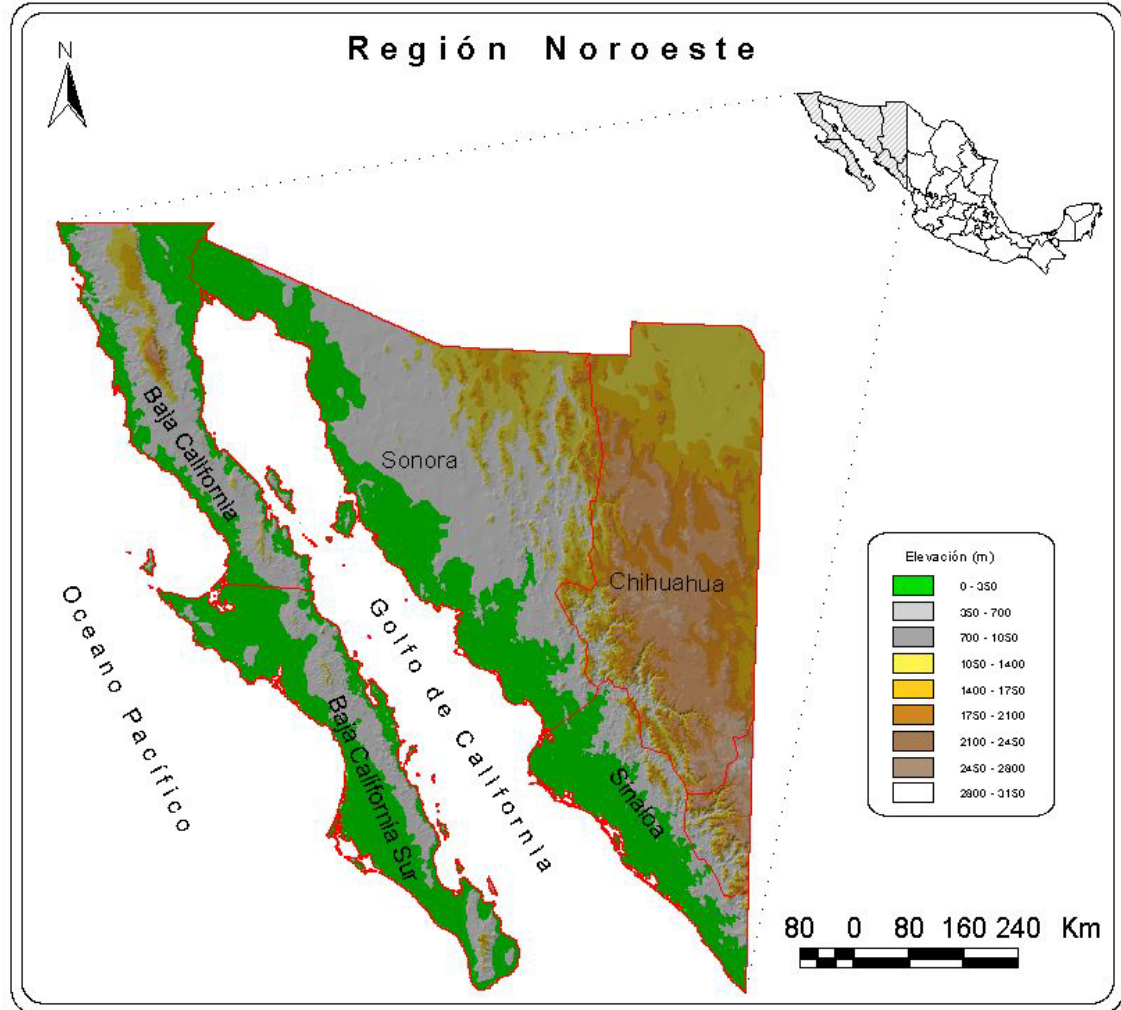 Región Noroeste
N
Baja California
Sonora
Chihuahua
Oceano Pacífico
Golfo de California
Baja California Sur
Sinaloa
Elevación (m)
0 - 350
350 - 700
700 - 1050
1050 - 1400
1400 - 1750
1750 - 2100
2100 - 2450
2450 - 2800
2800 - 3150
80 0 80 160 240 Km